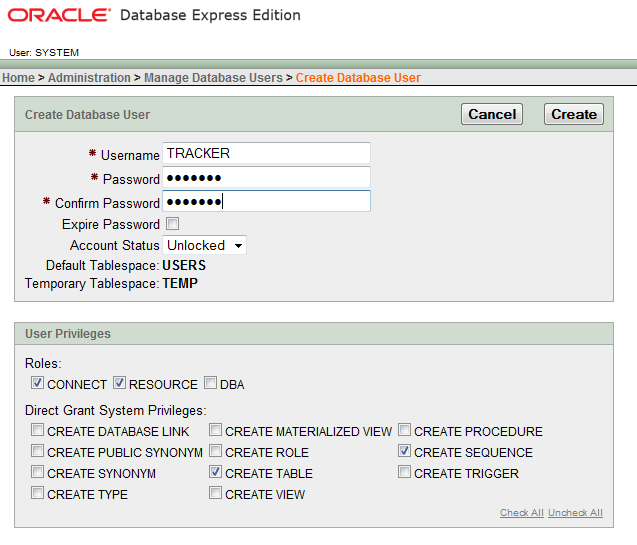 ORACLE® Database Express Edition
User: SYSTEM
Home > Administration > Manage Database Users > Create Database User
Create Database User Cancel Create
* Username TRACKER
* Password •••••••
* Confirm Password •••••••
Expire Password
Account Status Unlocked
Default Tablespace: USERS
Temporary Tablespace: TEMP
User Privileges
Roles:
CONNECT RESOURCE DBA
Direct Grant System Privileges:
CREATE DATABASE LINK CREATE MATERIALIZED VIEW CREATE PROCEDURE
CREATE PUBLIC SYNONYM CREATE ROLE CREATE SEQUENCE
CREATE SYNONYM CREATE TABLE CREATE TRIGGER
CREATE TYPE CREATE VIEW
Check All Uncheck All